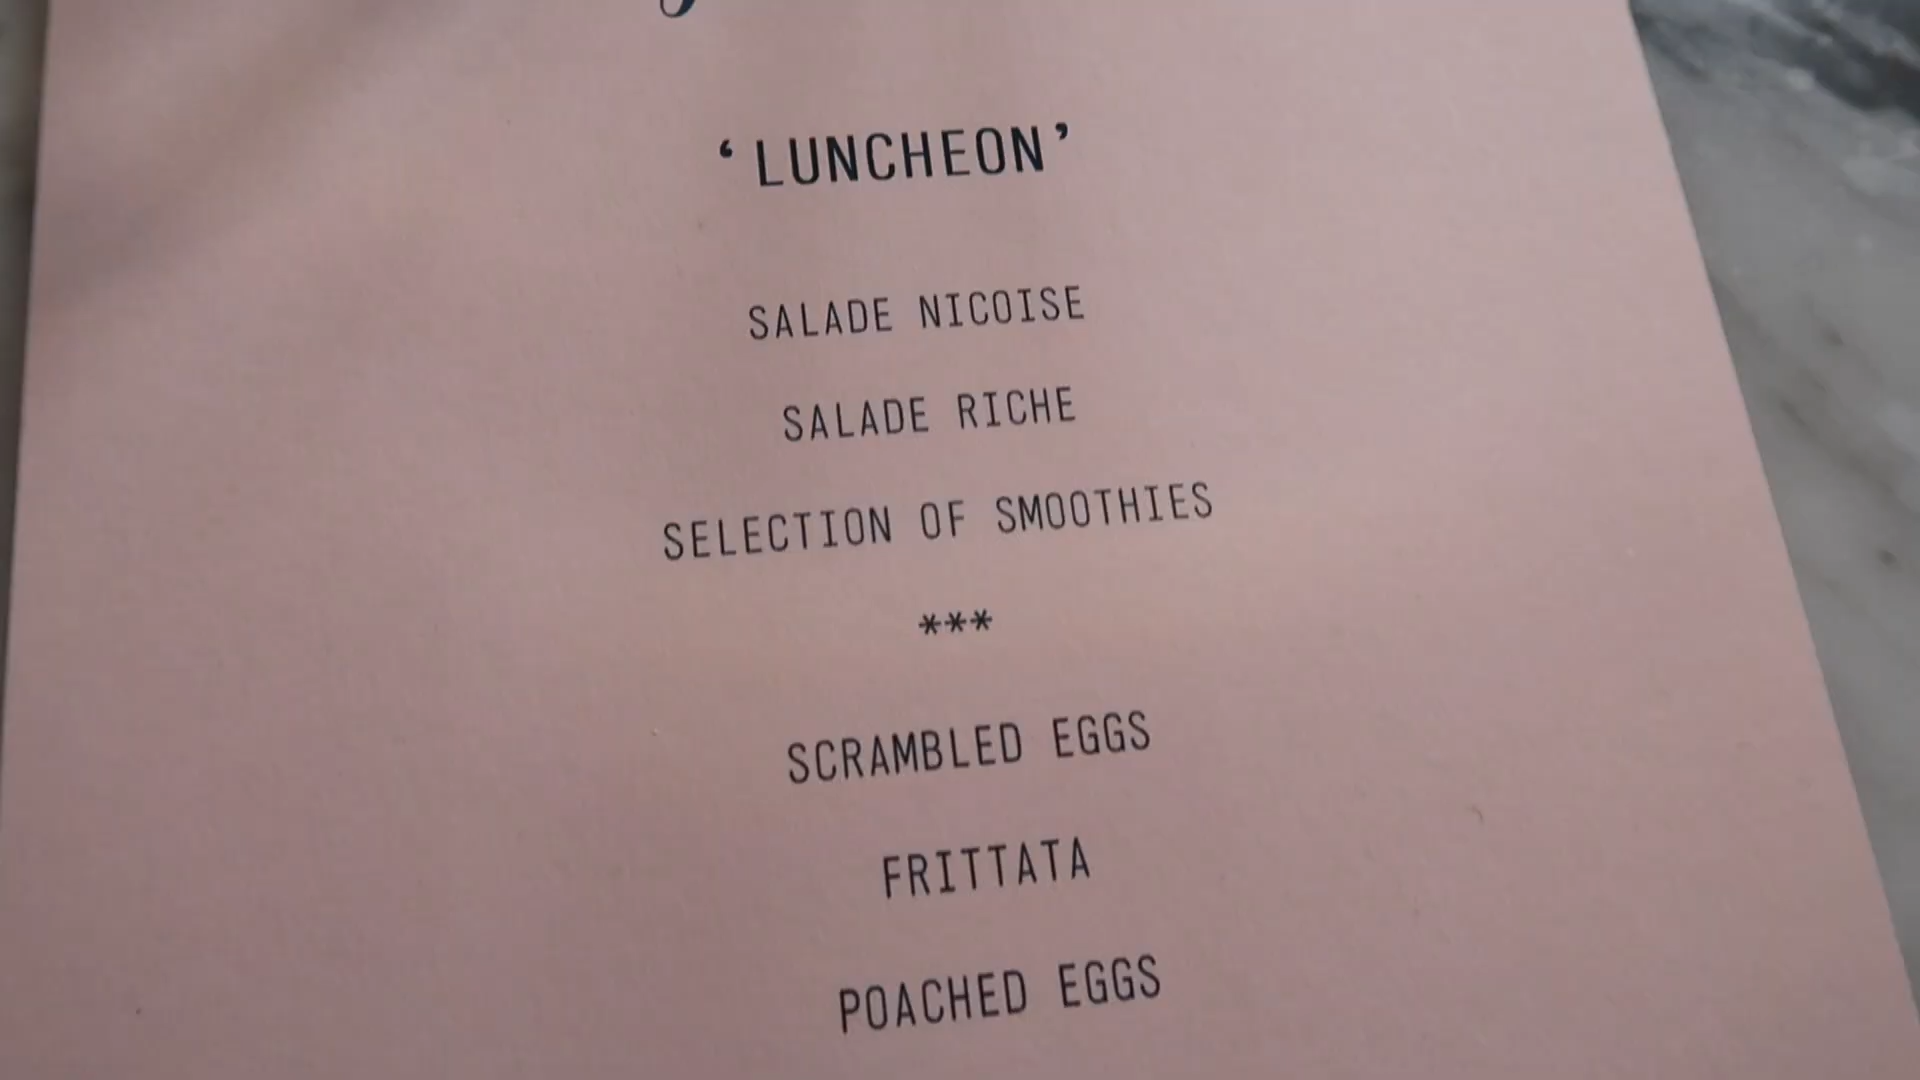 ‘LUNCHEON’
SALADE NICOISE
SALADE RICHE
SELECTION OF SMOOTHIES
***
SCRAMBLED EGGS
FRITTATA
POACHED EGGS